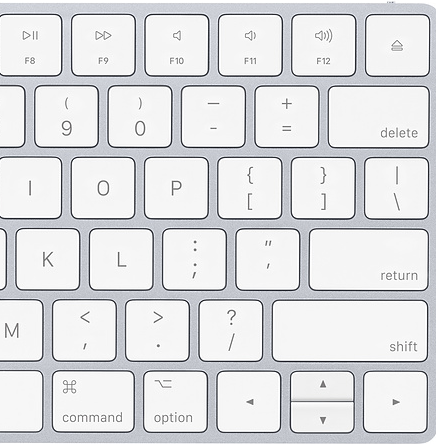 F8 F9 F10 F11 F12
( ) — +
9 0 - = delete
I O P { } |
[ ] \
K L : "
; ' return
M < > ?
, . / shift
⌘ ⌥
command option